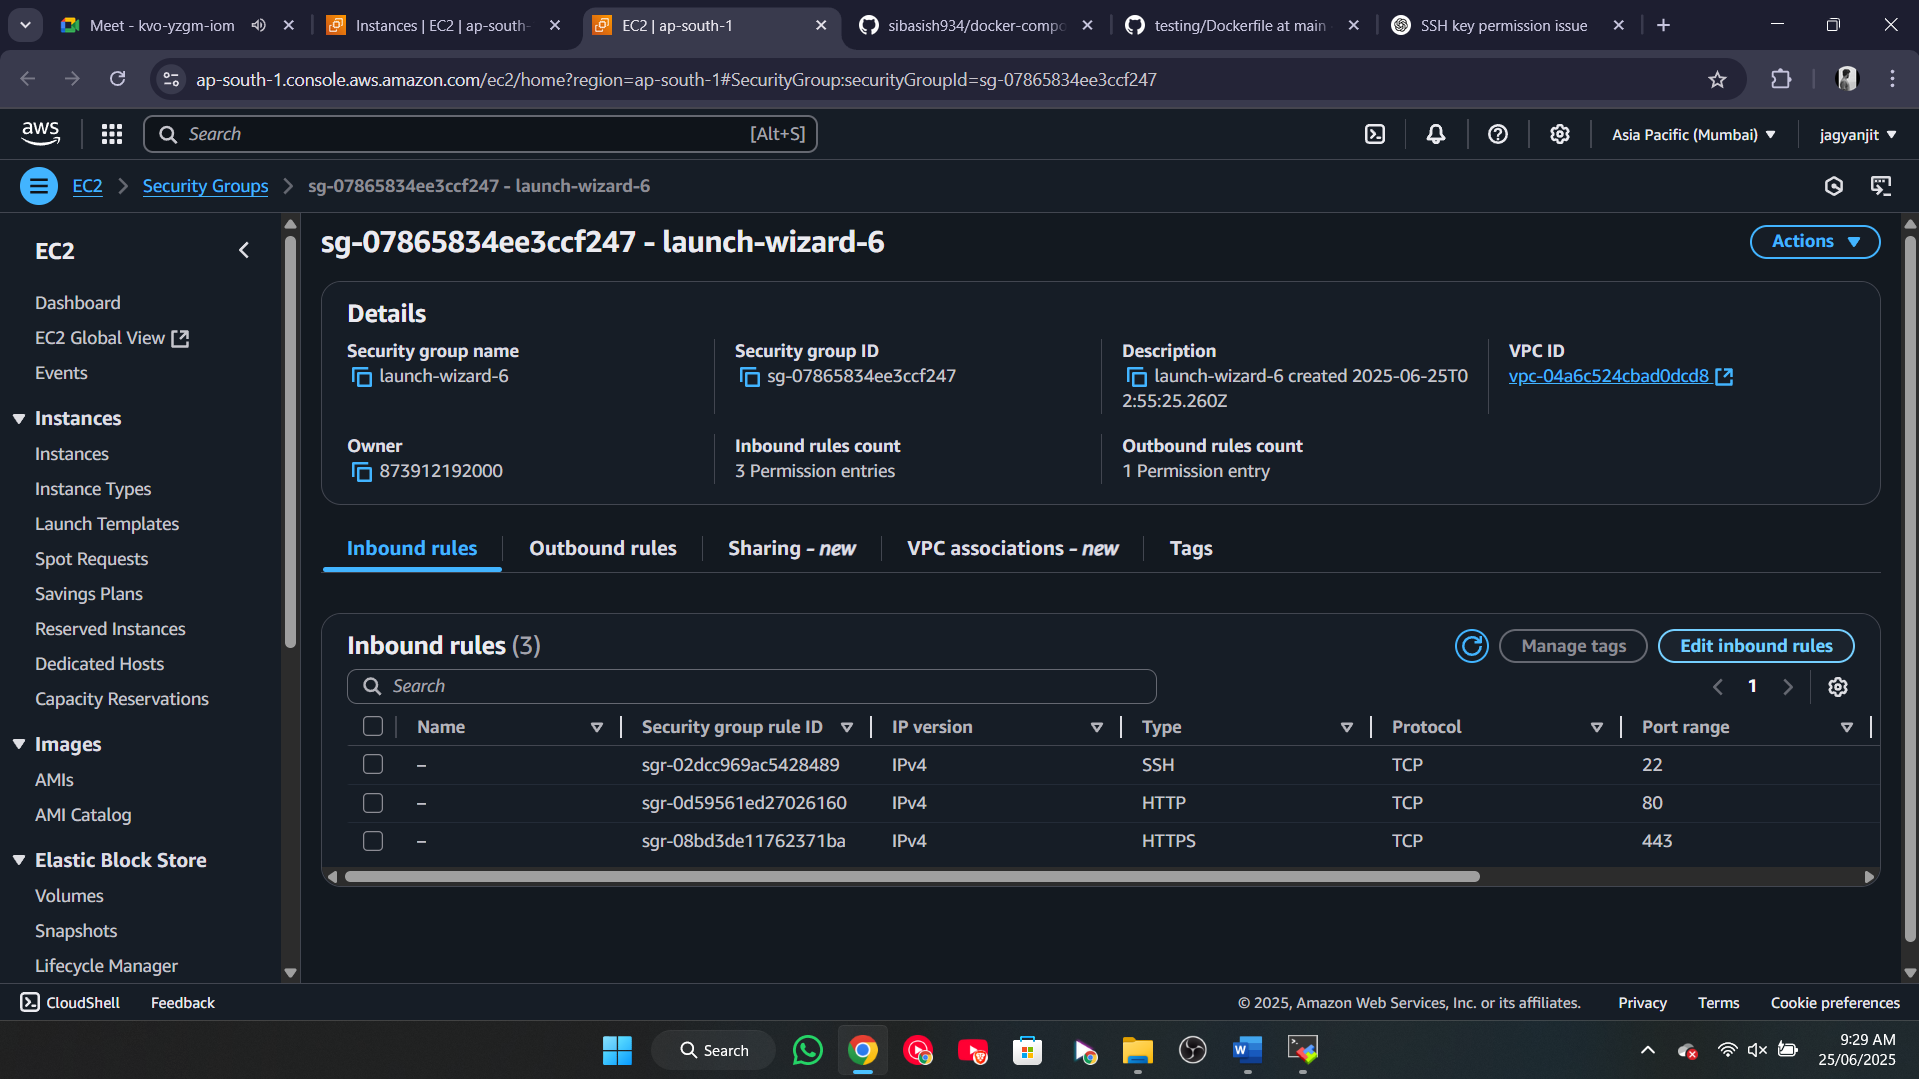 Meet - kvo-yzgm-iom
Instances | EC2 | ap-south-
EC2 | ap-south-1
sibasish934/docker-compo
testing/Dockerfile at main
SSH key permission issue
ap-south-1.console.aws.amazon.com/ec2/home?region=ap-south-1#SecurityGroup:securityGroupId=sg-07865834ee3ccf247
aws
Search
[Alt+S]
Asia Pacific (Mumbai)
jagyanjit
EC2
Security Groups
sg-07865834ee3ccf247 - launch-wizard-6
EC2
Dashboard
EC2 Global View
Events
Instances
Instances
Instance Types
Launch Templates
Spot Requests
Savings Plans
Reserved Instances
Dedicated Hosts
Capacity Reservations
Images
AMIs
AMI Catalog
Elastic Block Store
Volumes
Snapshots
Lifecycle Manager
sg-07865834ee3ccf247 - launch-wizard-6
Actions
Details
Security group name
launch-wizard-6
Security group ID
sg-07865834ee3ccf247
Description
launch-wizard-6 created 2025-06-25T0
2:55:25.260Z
VPC ID
vpc-04a6c524cbad0dcd8
Owner
873912192000
Inbound rules count
3 Permission entries
Outbound rules count
1 Permission entry
Inbound rules
Outbound rules
Sharing - new
VPC associations - new
Tags
Inbound rules (3)
Manage tags
Edit inbound rules
Search
1
Name Security group rule ID IP version Type Protocol Port range
– sgr-02dcc969ac5428489 IPv4 SSH TCP 22
– sgr-0d59561ed27026160 IPv4 HTTP TCP 80
– sgr-08bd3de11762371ba IPv4 HTTPS TCP 443
CloudShell
Feedback
© 2025, Amazon Web Services, Inc. or its affiliates.
Privacy
Terms
Cookie preferences
Search
9:29 AM
25/06/2025